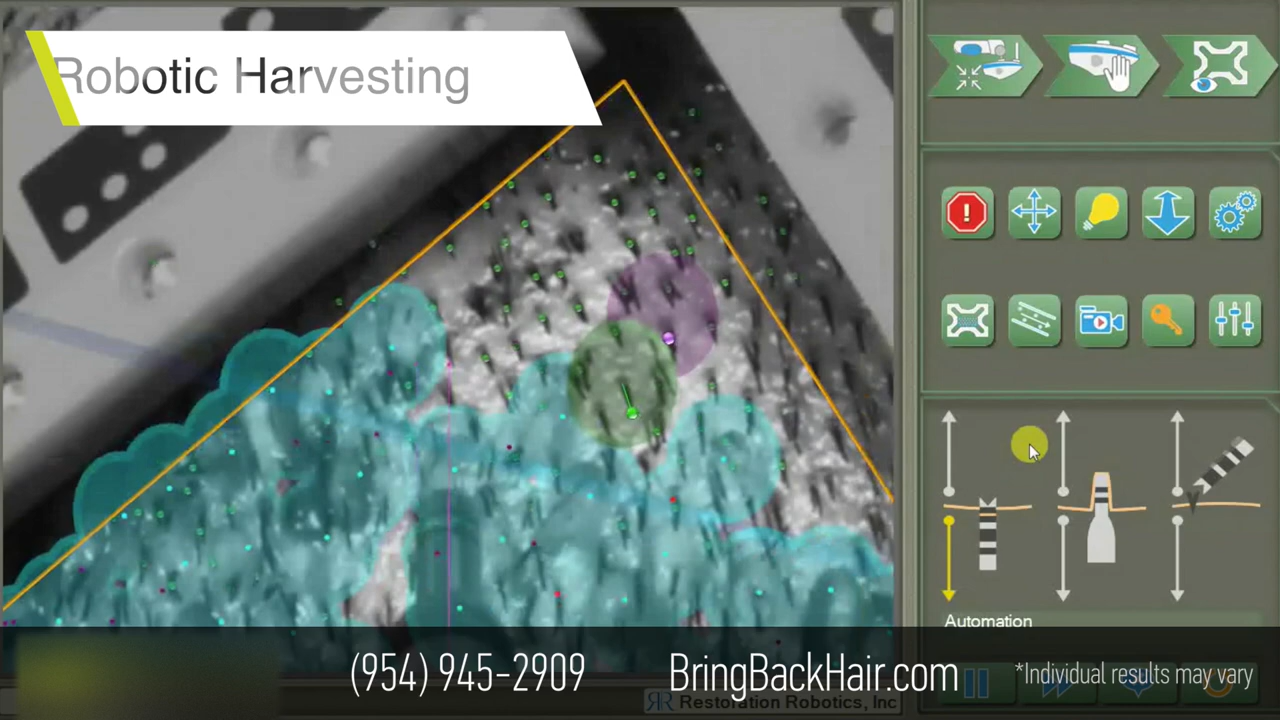 Robotic Harvesting
Automation
(954) 945-2909
BringBackHair.com
*Individual results may vary
Restoration Robotics, Inc